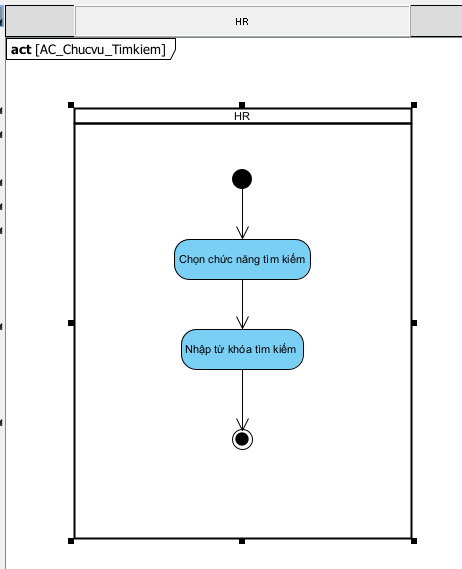 HR
act [AC_Chucvu_Timkiem]
HR
Chọn chức năng tìm kiếm
Nhập từ khóa tìm kiếm